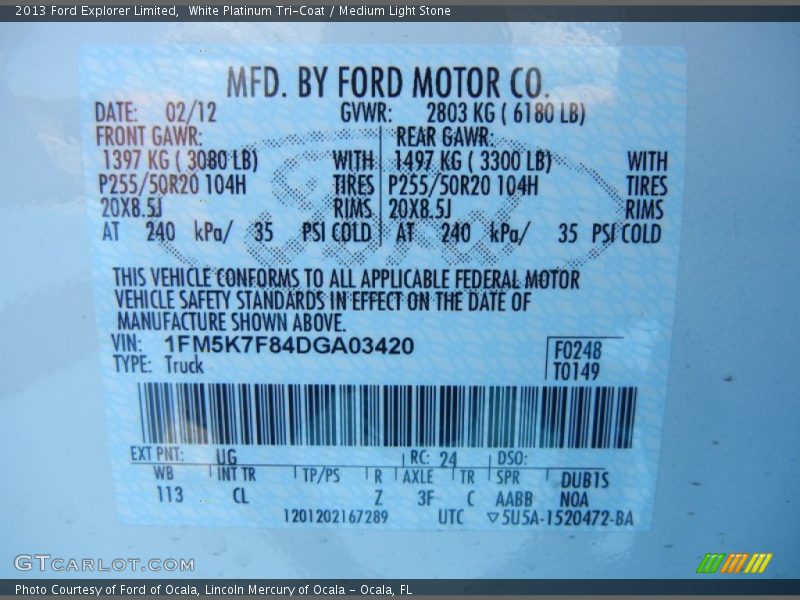 2013 Ford Explorer Limited, White Platinum Tri-Coat / Medium Light Stone
MFD. BY FORD MOTOR CO.
DATE: 02/12 GVWR: 2803 KG ( 6180 LB)
FRONT GAWR: REAR GAWR:
1397 KG ( 3080 LB) WITH 1497 KG ( 3300 LB) WITH
P255/50R20 104H TIRES P255/50R20 104H TIRES
20X8.5J RIMS 20X8.5J RIMS
AT 240 kPa/ 35 PSI COLD AT 240 kPa/ 35 PSI COLD
THIS VEHICLE CONFORMS TO ALL APPLICABLE FEDERAL MOTOR
VEHICLE SAFETY STANDARDS IN EFFECT ON THE DATE OF
MANUFACTURE SHOWN ABOVE.
VIN: 1FM5K7F84DGA03420 F0248
TYPE: Truck T0149
EXT PNT: UG RC: 24 DSO:
WB INT TR TP/PS R AXLE TR SPR DUB1S
113 CL Z 3F C AABB NOA
1201202167289 UTC ▽5U5A-1520472-BA
Ford
GTCARLOT.COM
Photo Courtesy of Ford of Ocala, Lincoln Mercury of Ocala - Ocala, FL